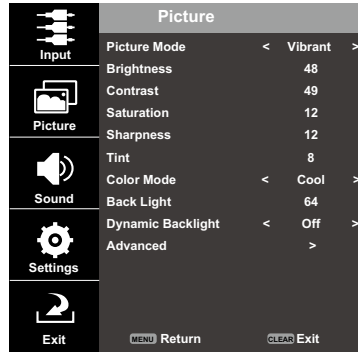 Input
Picture
Sound
Settings
Exit
Picture
Picture Mode < Vibrant >
Brightness 48
Contrast 49
Saturation 12
Sharpness 12
Tint 8
Color Mode < Cool >
Back Light 64
Dynamic Backlight < Off >
Advanced >
MENU Return CLEAR Exit